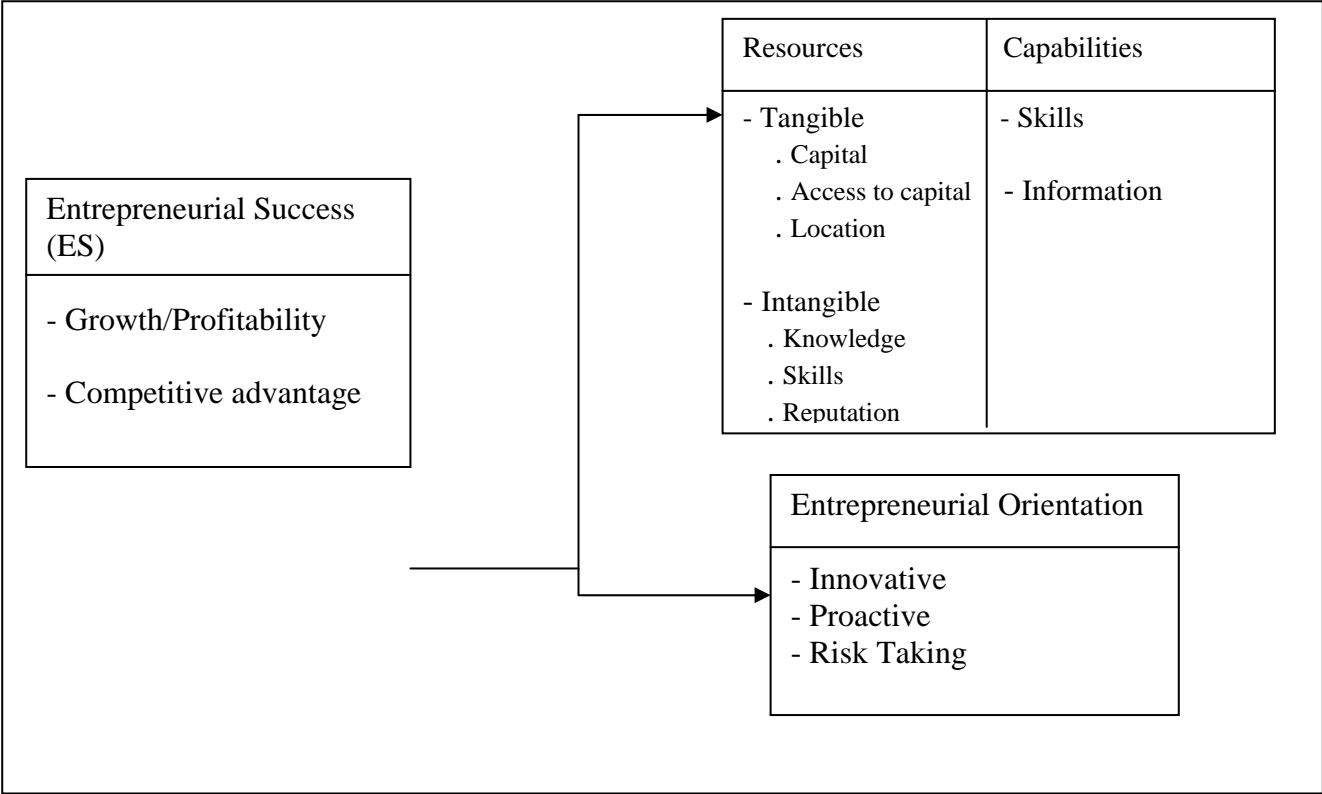 Entrepreneurial Success
(ES)
- Growth/Profitability
- Competitive advantage
Resources
- Tangible
. Capital
. Access to capital
. Location
- Intangible
. Knowledge
. Skills
. Reputation
Capabilities
- Skills
- Information
Entrepreneurial Orientation
- Innovative
- Proactive
- Risk Taking